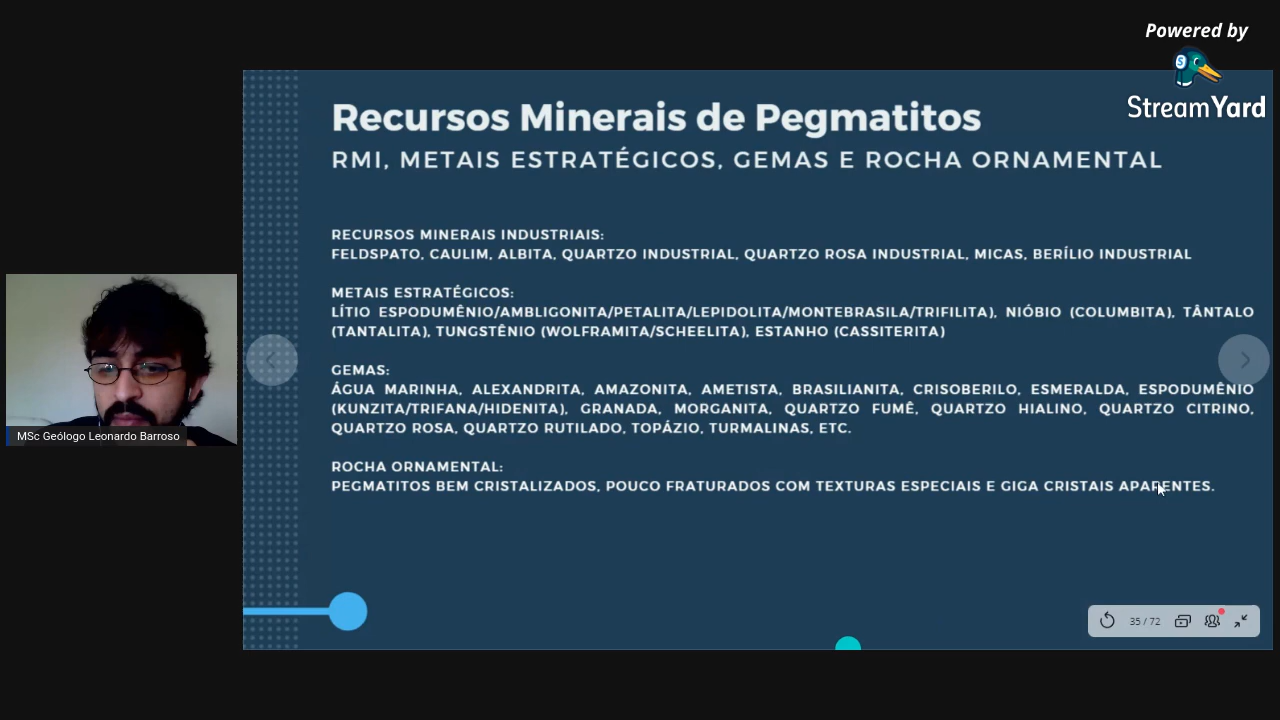 Powered by
StreamYard
Recursos Minerais de Pegmatitos
RMI, METAIS ESTRATÉGICOS, GEMAS E ROCHA ORNAMENTAL
RECURSOS MINERAIS INDUSTRIAIS:
FELDSPATO, CAULIM, ALBITA, QUARTZO INDUSTRIAL, QUARTZO ROSA INDUSTRIAL, MICAS, BERÍLIO INDUSTRIAL
METAIS ESTRATÉGICOS:
LÍTIO ESPODUMÊNIO/AMBLIGONITA/PETALITA/LEPIDOLITA/MONTEBRASILA/TRIFILITA), NIÓBIO (COLUMBITA), TÂNTALO
(TANTALITA), TUNGSTÊNIO (WOLFRAMITA/SCHEELITA), ESTANHO (CASSITERITA)
GEMAS:
ÁGUA MARINHA, ALEXANDRITA, AMAZONITA, AMETISTA, BRASILIANITA, CRISOBERILO, ESMERALDA, ESPODUMÊNIO
(KUNZITA/TRIFANA/HIDENITA), GRANADA, MORGANITA, QUARTZO FUMÊ, QUARTZO HIALINO, QUARTZO CITRINO,
QUARTZO ROSA, QUARTZO RUTILADO, TOPÁZIO, TURMALINAS, ETC.
ROCHA ORNAMENTAL:
PEGMATITOS BEM CRISTALIZADOS, POUCO FRATURADOS COM TEXTURAS ESPECIAIS E GIGA CRISTAIS APARENTES.
MSc Geólogo Leonardo Barroso
35 / 72